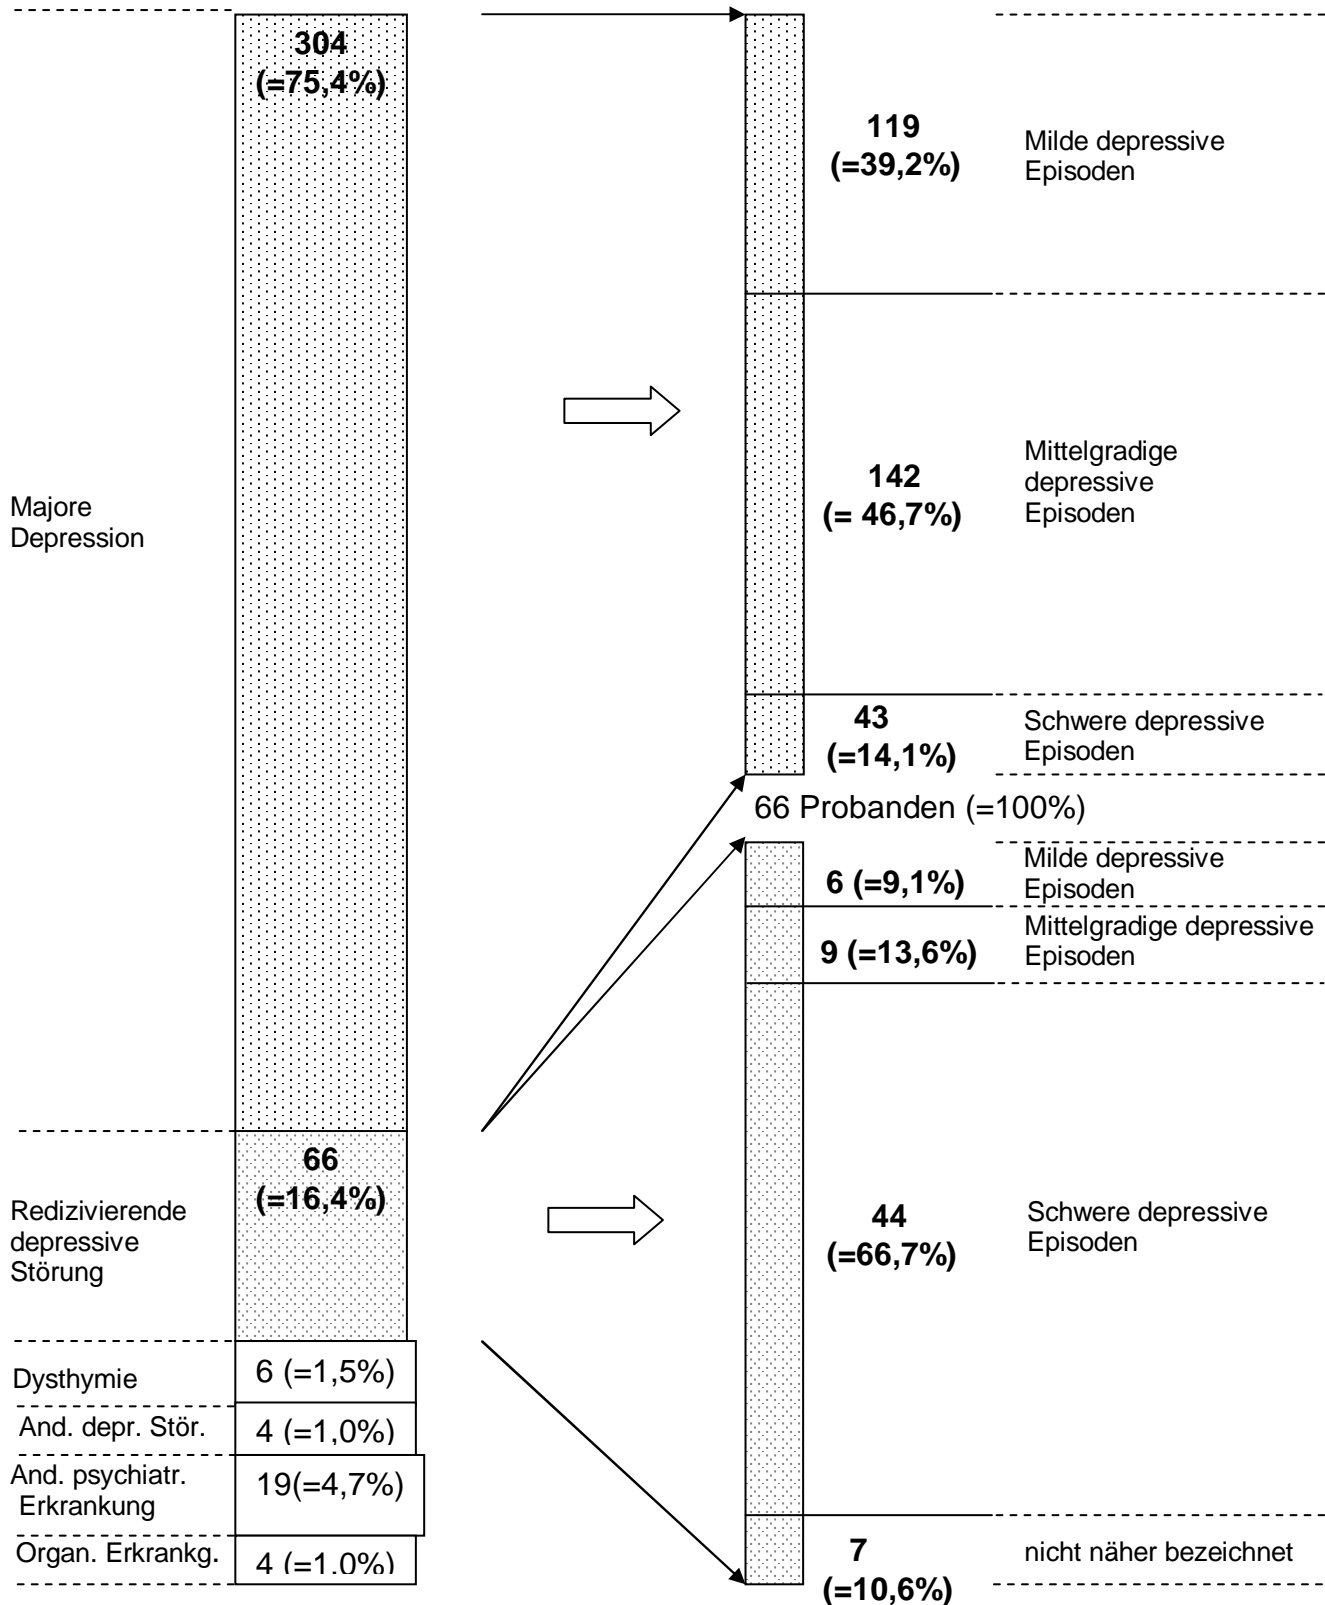 304
(=75,4%)
Majore
Depression
66
(=16,4%)
Redizivierende
depressive
Störung
Dysthymie
6 (=1,5%)
And. depr. Stör.
4 (=1,0%)
And. psychiatr.
Erkrankung
19(=4,7%)
Organ. Erkrankg.
4 (=1.0%)
119
(=39,2%)
Milde depressive
Episoden
142
(= 46,7%)
Mittelgradige
depressive
Episoden
43
(=14,1%)
Schwere depressive
Episoden
66 Probanden (=100%)
6 (=9,1%)
Milde depressive
Episoden
9 (=13,6%)
Mittelgradige depressive
Episoden
44
(=66,7%)
Schwere depressive
Episoden
7
(=10,6%)
nicht näher bezeichnet